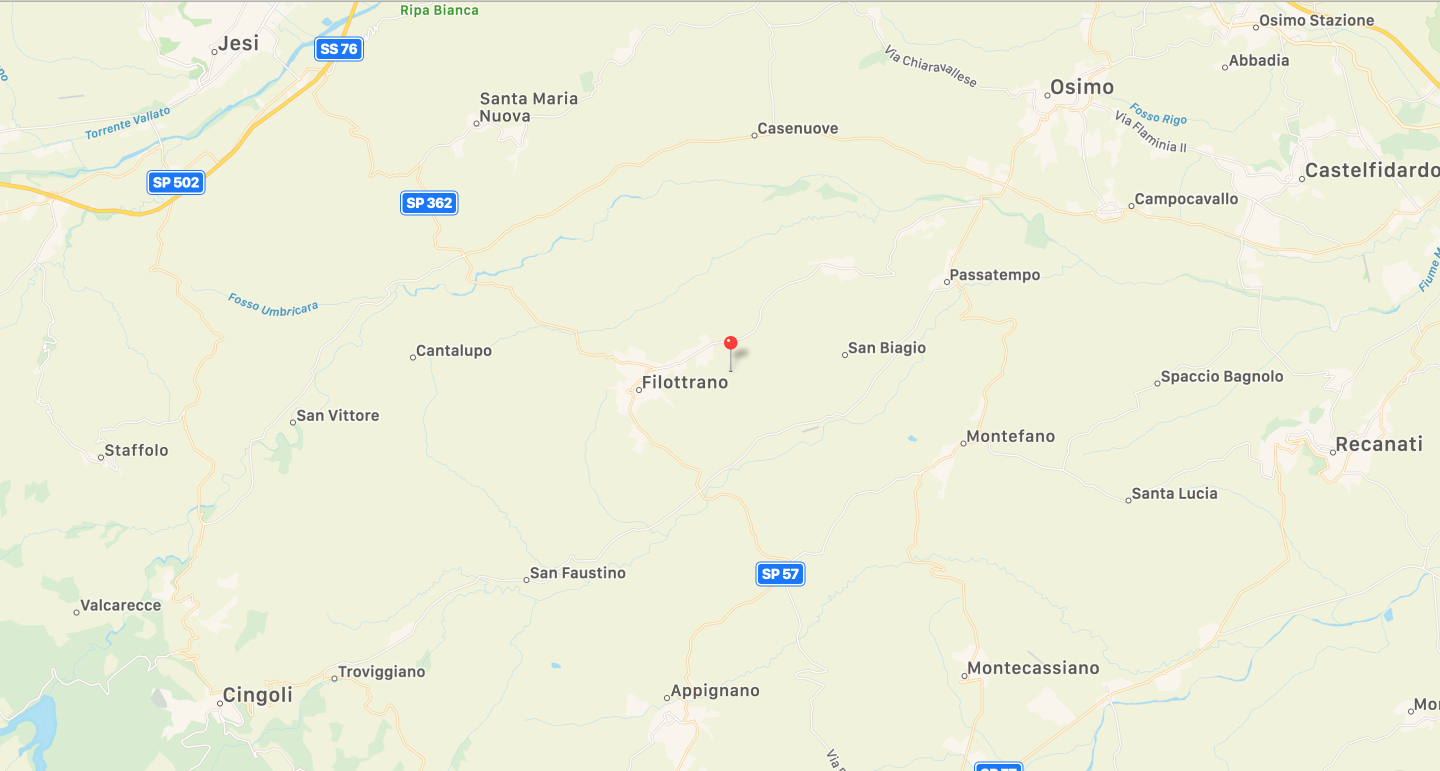 Ripa Bianca
Osimo Stazione
Jesi
SS 76
Via Chiaravallese
Abbadia
Osimo
Santa Maria
Nuova
Torrente Vallato
Fosso Rigo
Via Flaminia II
Casenuove
Castelfidardo
SP 502
SP 362
Campocavallo
Passatempo
Fiume M
Fosso Umbricara
Cantalupo
San Biagio
Filottrano
Spaccio Bagnolo
San Vittore
Montefano
Recanati
Staffolo
Santa Lucia
San Faustino
SP 57
Valcarecce
Troviggiano
Montecassiano
Cingoli
Appignano
Mor
Via